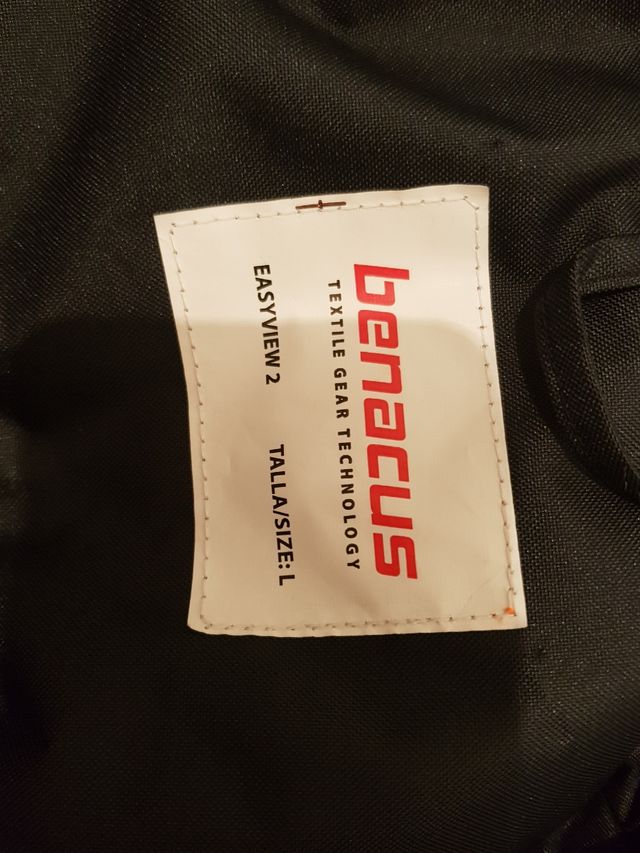 benacus
TEXTILE GEAR TECHNOLOGY
EASYVIEW 2 TALLA/SIZE: L